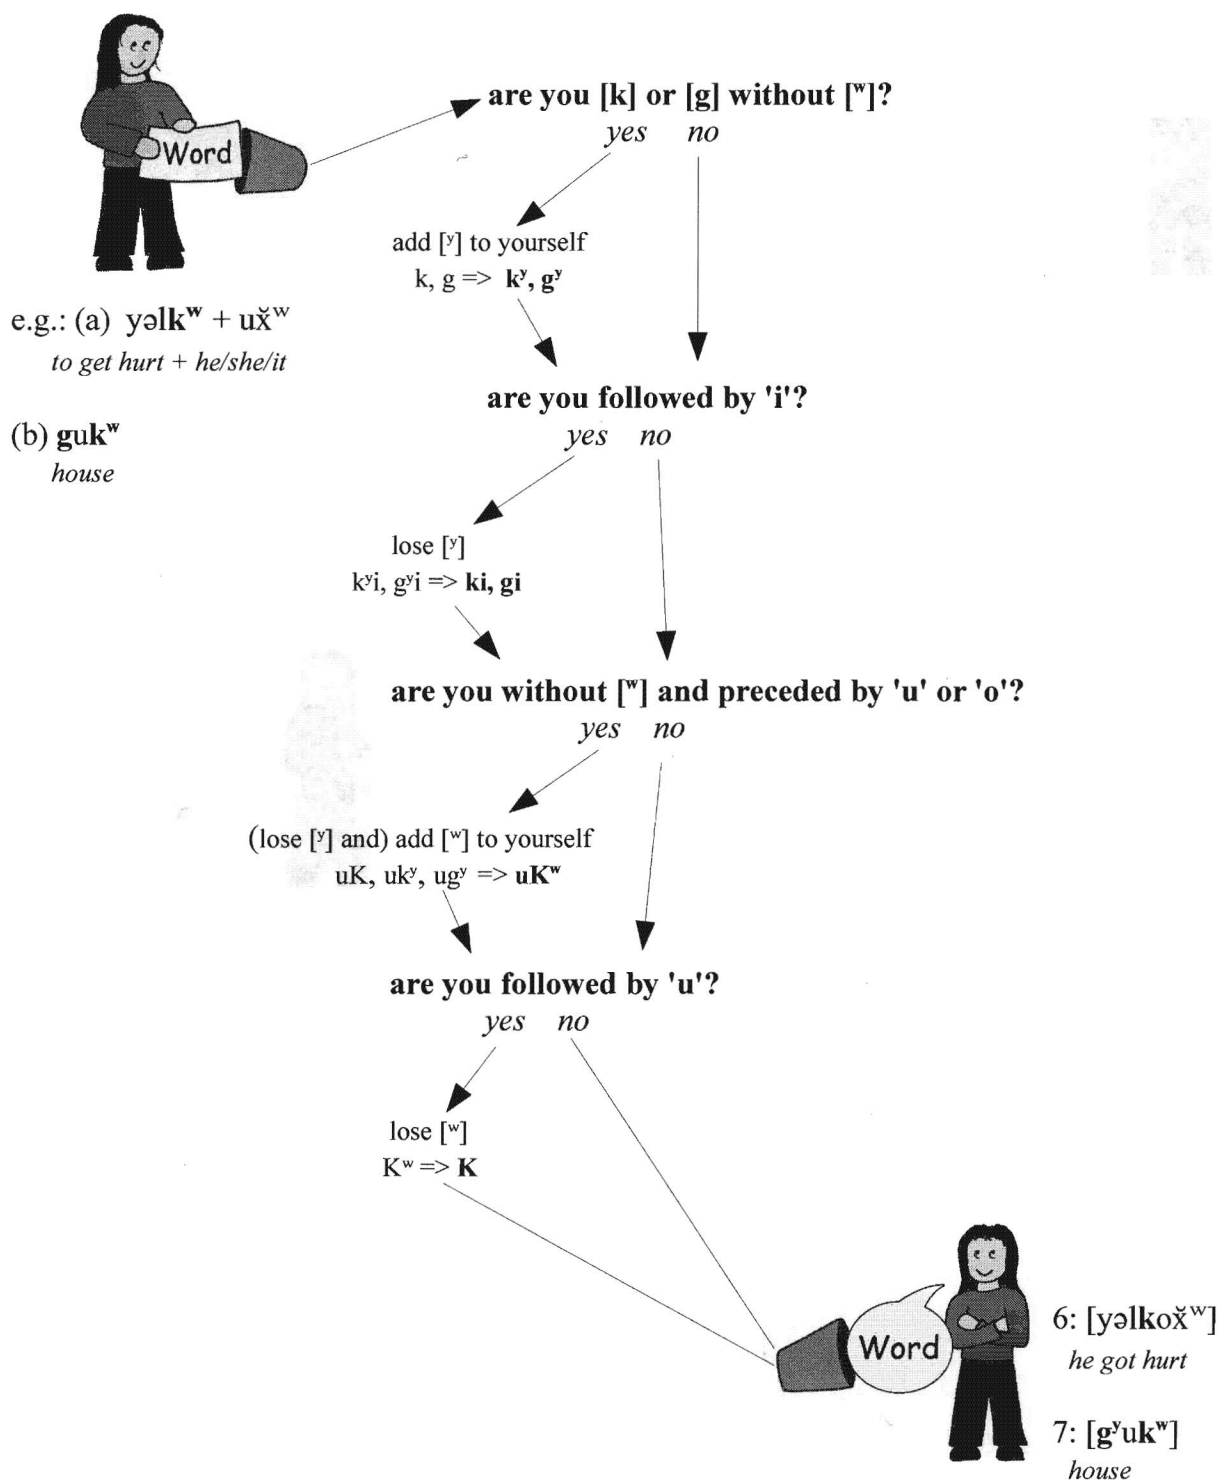 Word
are you [k] or [g] without [ʷ]?
yes no
add [ʸ] to yourself
k, g => kʸ, gʸ
e.g.: (a) yəlkʷ + ux̌ʷ
to get hurt + he/she/it
are you followed by 'i'?
yes no
(b) gukʷ
house
lose [ʸ]
kʸi, gʸi => ki, gi
are you without [ʷ] and preceded by 'u' or 'o'?
yes no
(lose [ʸ] and) add [ʷ] to yourself
uK, ukʸ, ugʸ => uKʷ
are you followed by 'u'?
yes no
lose [ʷ]
Kʷ => K
Word
6: [yəlkox̌ʷ]
he got hurt
7: [gʸukʷ]
house